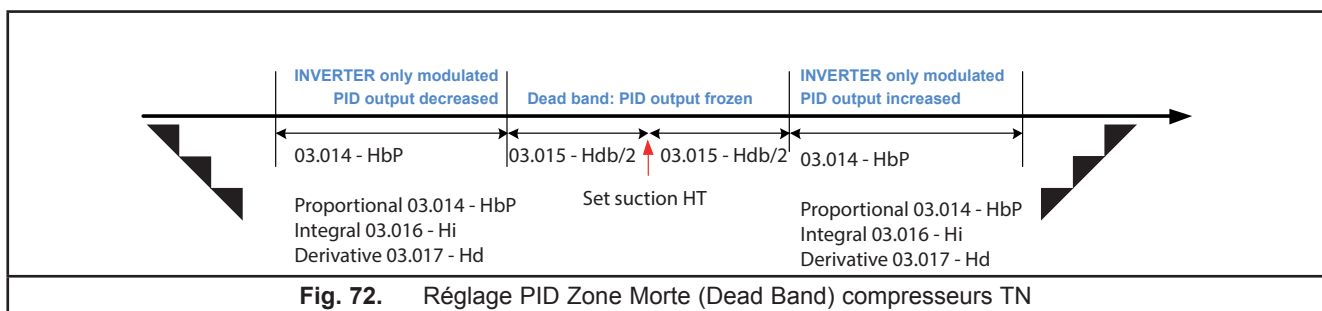 INVERTER only modulated
PID output decreased
Dead band: PID output frozen
INVERTER only modulated
PID output increased
03.014 - HbP
03.015 - Hdb/2
03.015 - Hdb/2
03.014 - HbP
Set suction HT
Proportional 03.014 - HbP
Integral 03.016 - Hi
Derivative 03.017 - Hd
Proportional 03.014 - HbP
Integral 03.016 - Hi
Derivative 03.017 - Hd
Fig. 72. Réglage PID Zone Morte (Dead Band) compresseurs TN